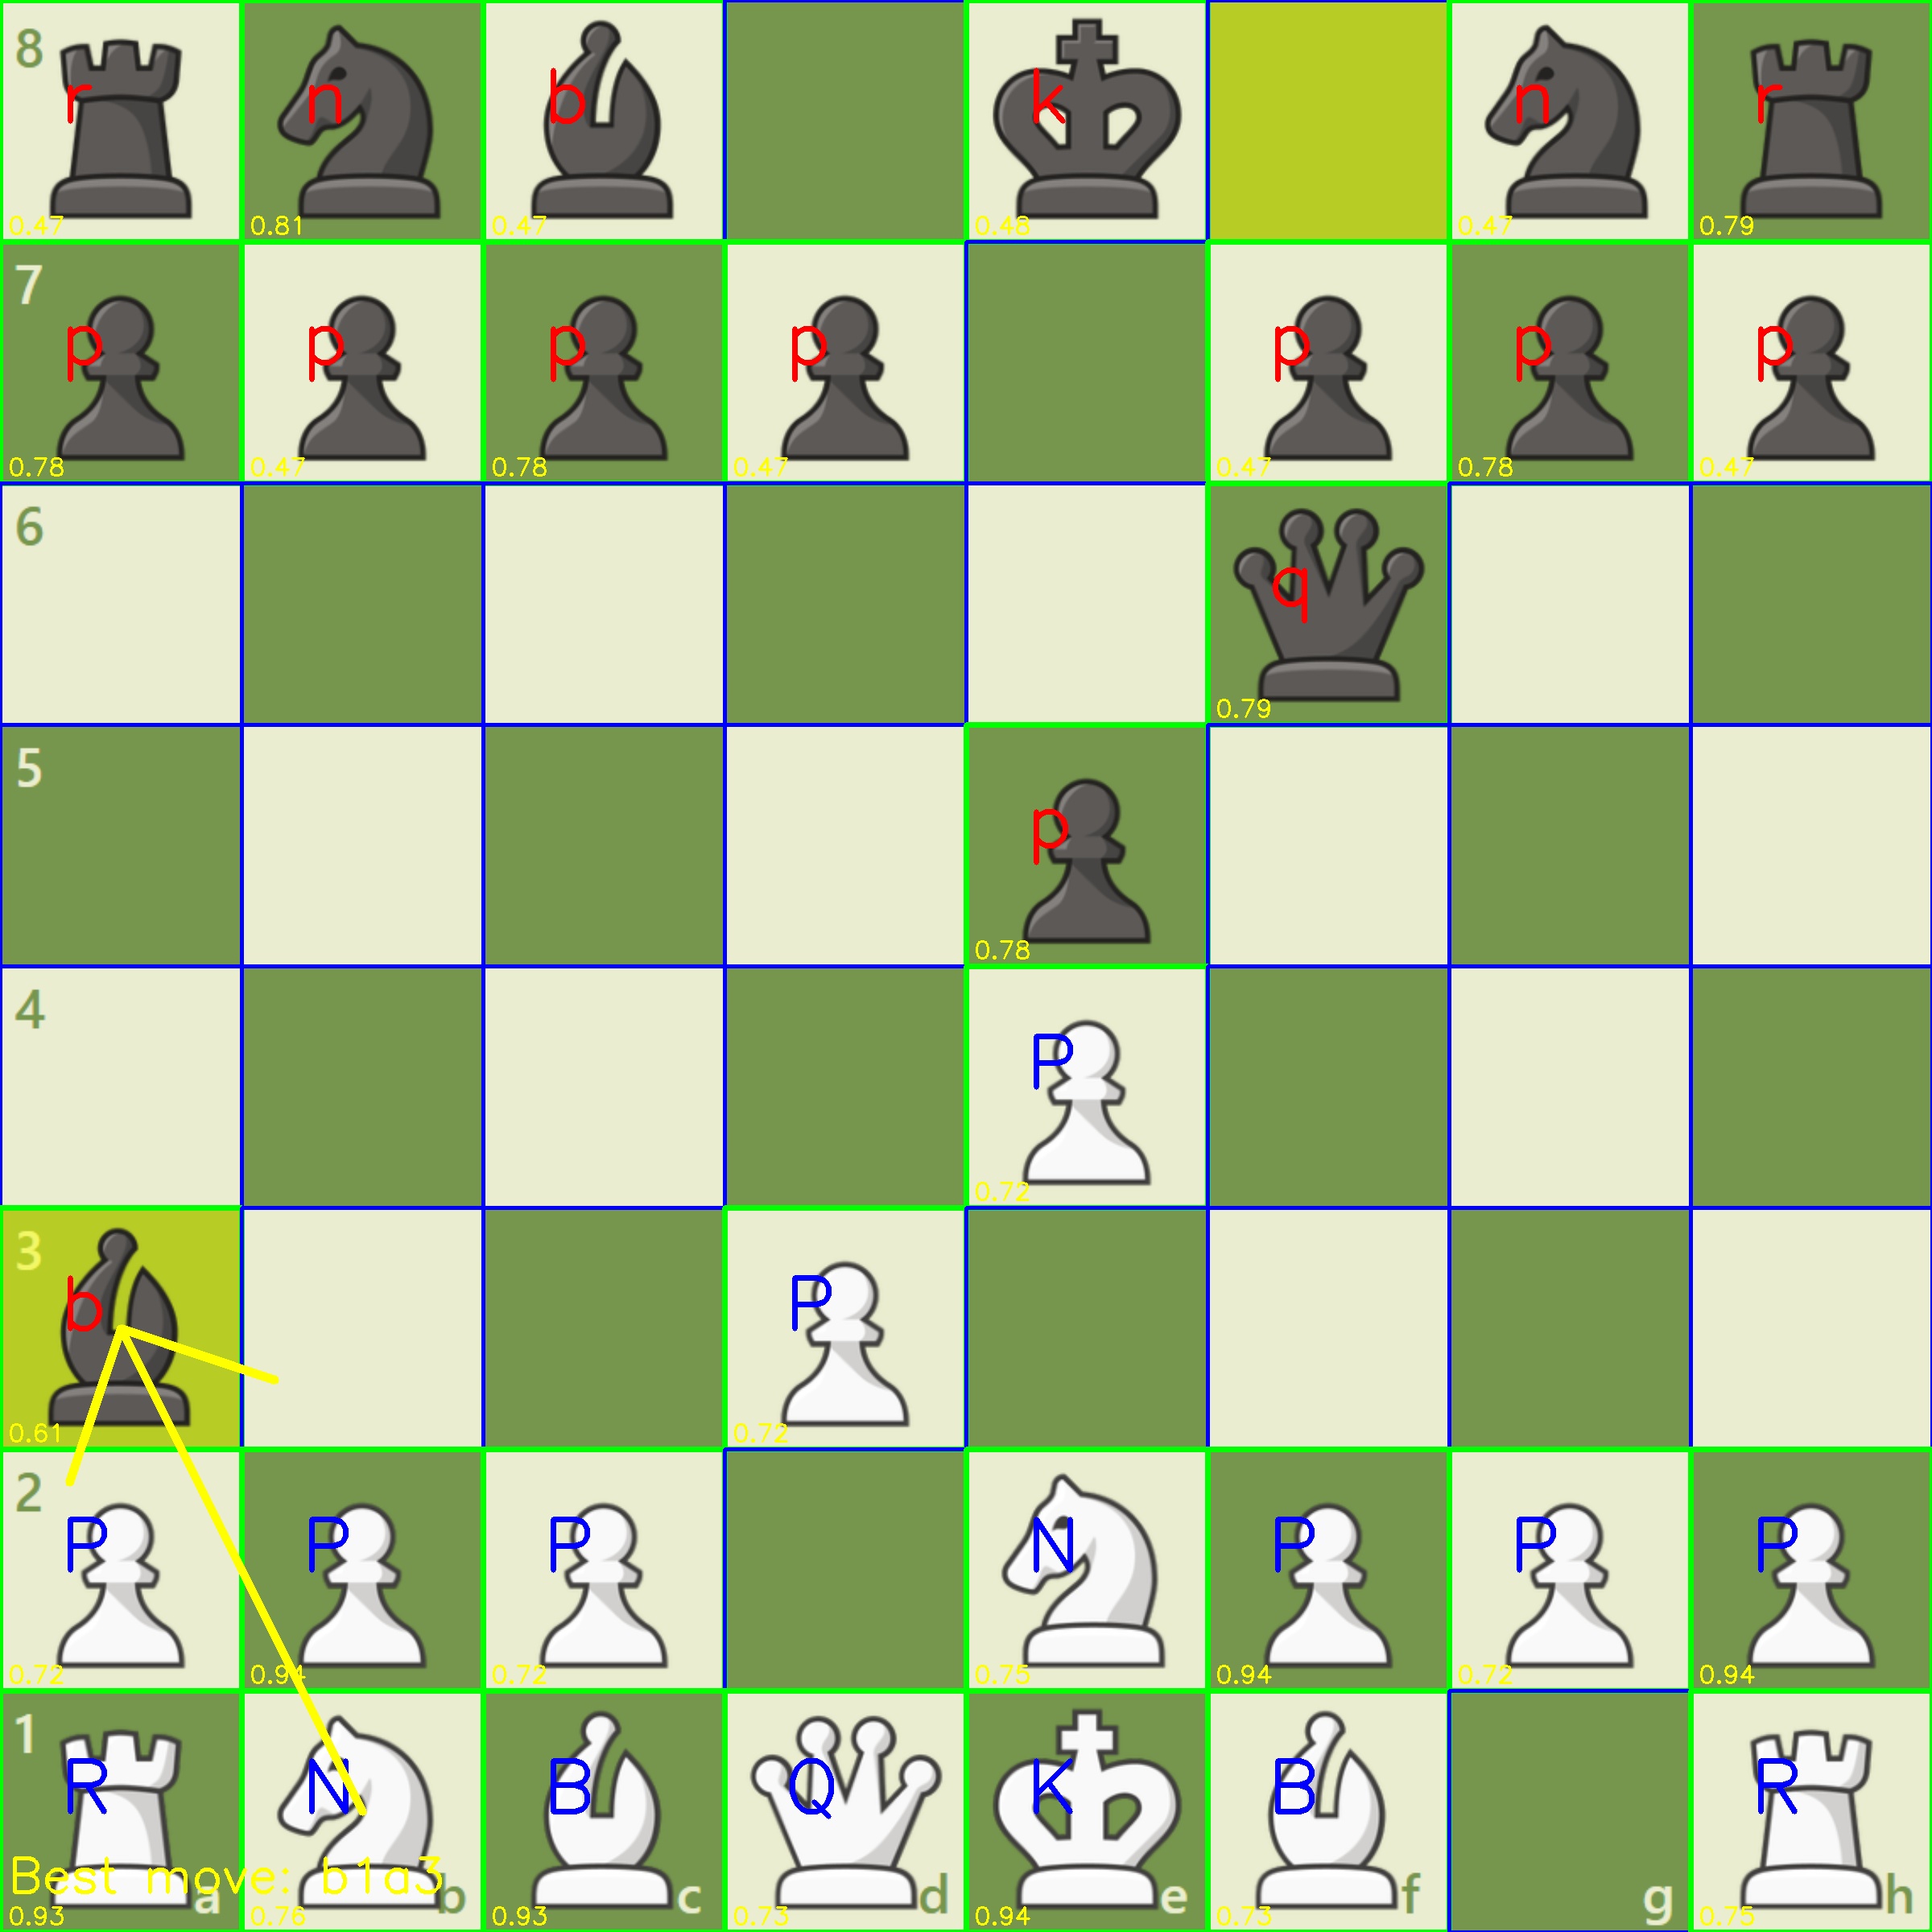 8 r n b k n r
0.47 0.81 0.47 0.48 0.47 0.79
7 p p p p p p p
0.78 0.47 0.78 0.47 0.47 0.78 0.47
6 q
0.79
5 p
0.78
4 P
0.72
3 b P
0.61 0.72
2 P P P N P P P
0.72 0.94 0.72 0.75 0.94 0.72 0.94
1 R N B Q K B R
Best move: b1a3
a b c d e f g h
0.93 0.76 0.93 0.73 0.94 0.73 0.75